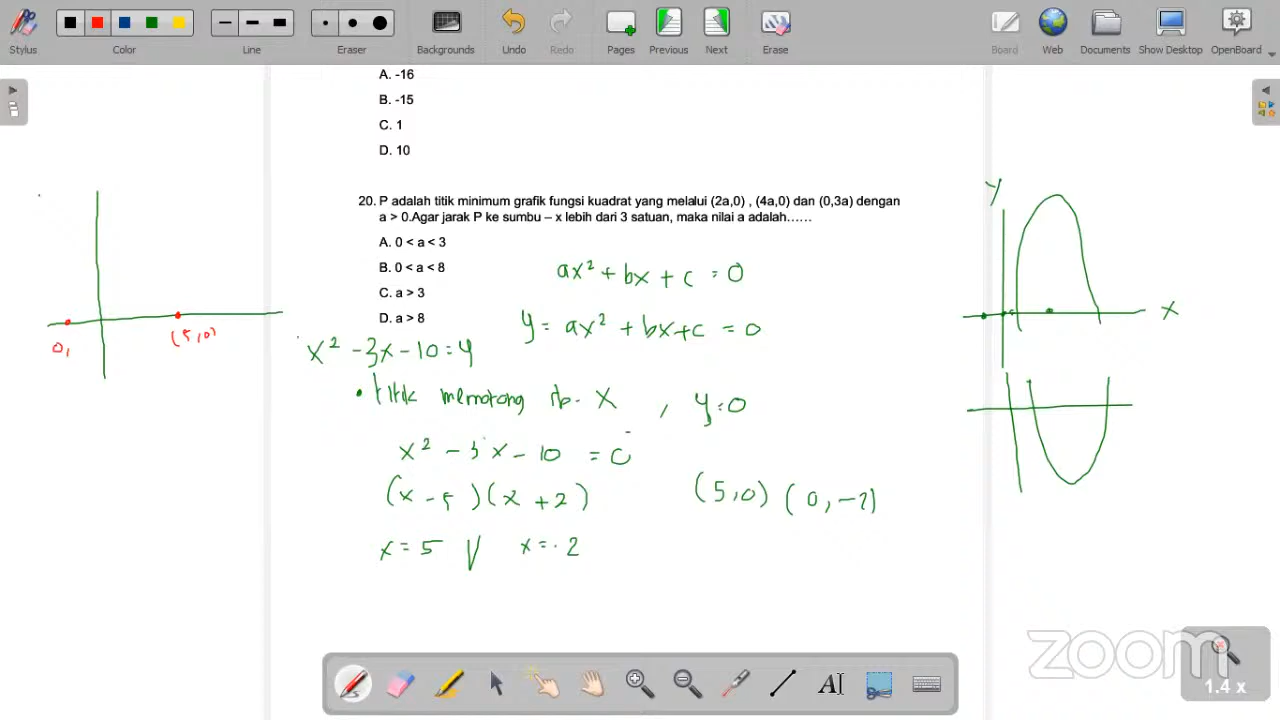 Stylus
Color
Line
Eraser
Backgrounds
Undo
Redo
Pages
Previous
Next
Erase
Board
Web
Documents
Show Desktop
OpenBoard
A. -16
B. -15
C. 1
D. 10
20. P adalah titik minimum grafik fungsi kuadrat yang melalui (2a,0) , (4a,0) dan (0,3a) dengan
a > 0.Agar jarak P ke sumbu – x lebih dari 3 satuan, maka nilai a adalah……
A. 0 < a < 3
B. 0 < a < 8
C. a > 3
D. a > 8
ax² + bx + c = 0
y = ax² + bx + c = 0
x² - 3x - 10 = y
• titik memotong sb. X , y = 0
x² - 3x - 10 = 0
(x - 5)(x + 2)
(5,0) (0,-2)
x = 5 V x = -2
0,
(5,0)
Y
X
zoom
1.4 x